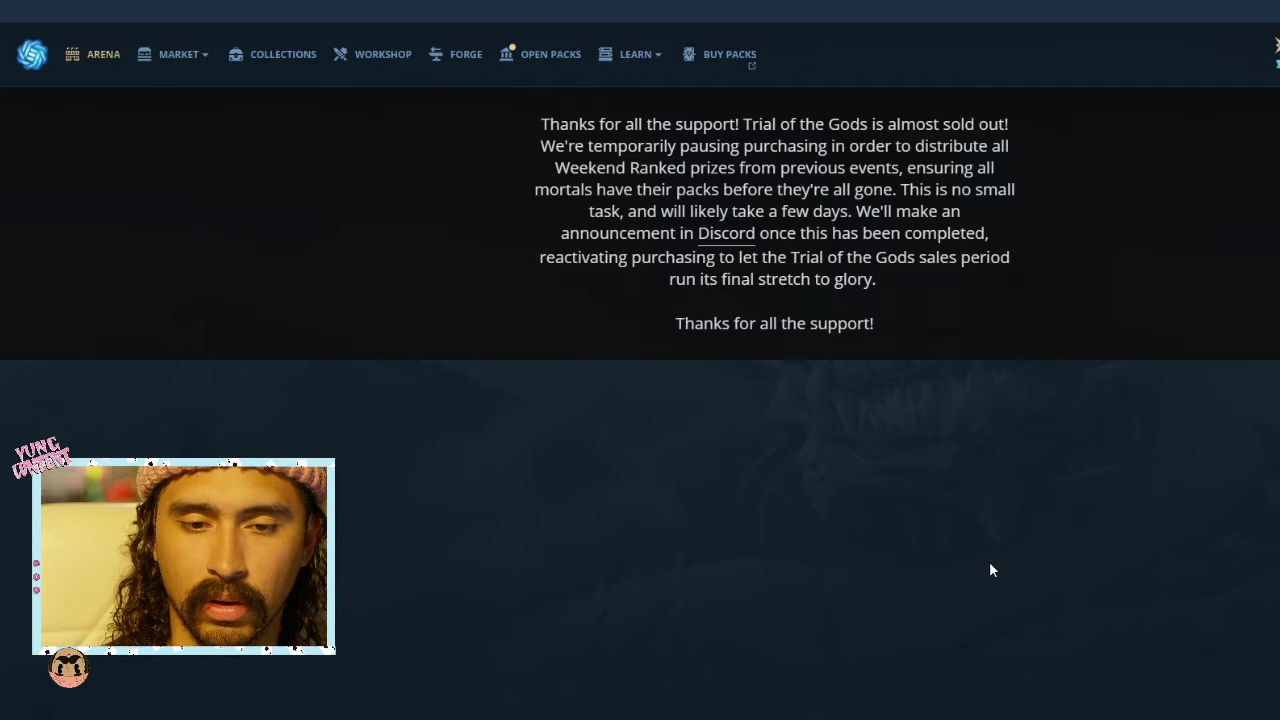 ARENA MARKET COLLECTIONS WORKSHOP FORGE OPEN PACKS LEARN BUY PACKS
Thanks for all the support! Trial of the Gods is almost sold out!
We're temporarily pausing purchasing in order to distribute all
Weekend Ranked prizes from previous events, ensuring all
mortals have their packs before they're all gone. This is no small
task, and will likely take a few days. We'll make an
announcement in Discord once this has been completed,
reactivating purchasing to let the Trial of the Gods sales period
run its final stretch to glory.
Thanks for all the support!
YUNG
CONTENT